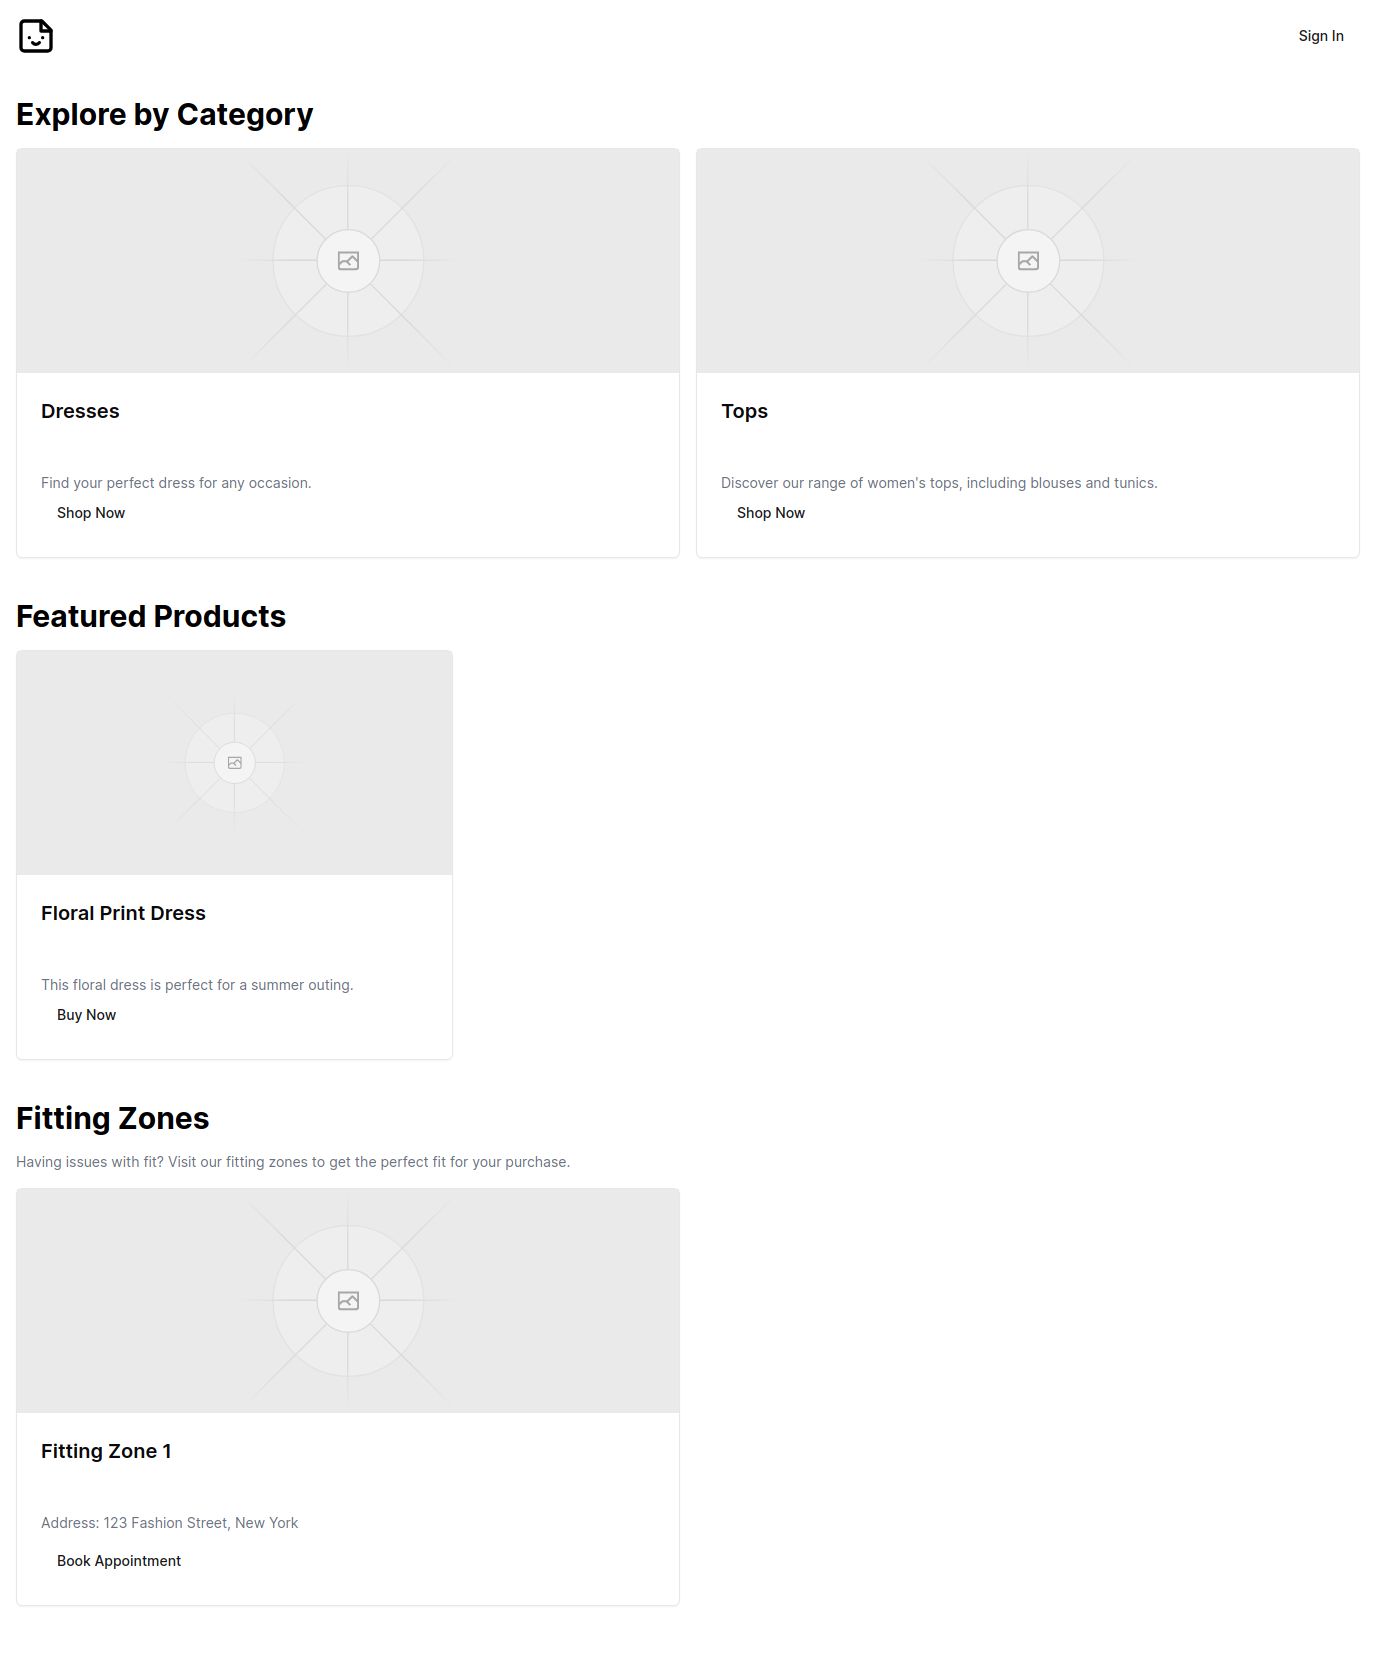 Sign In
Explore by Category
Dresses
Find your perfect dress for any occasion.
Shop Now
Tops
Discover our range of women's tops, including blouses and tunics.
Shop Now
Featured Products
Floral Print Dress
This floral dress is perfect for a summer outing.
Buy Now
Fitting Zones
Having issues with fit? Visit our fitting zones to get the perfect fit for your purchase.
Fitting Zone 1
Address: 123 Fashion Street, New York
Book Appointment